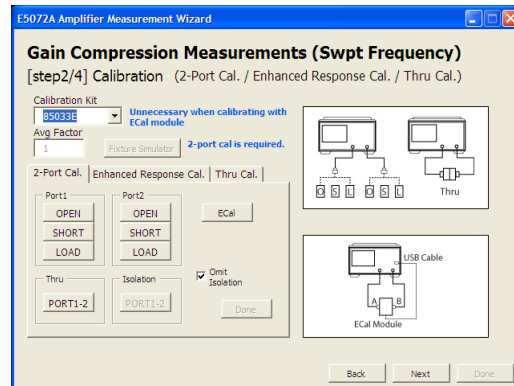 E5072A Amplifier Measurement Wizard
Gain Compression Measurements (Swpt Frequency)
[step2/4] Calibration (2-Port Cal. / Enhanced Response Cal. / Thru Cal.)
Calibration Kit
85033E
Unnecessary when calibrating with
ECal module
Avg Factor
1
Fixture Simulator
2-port cal is required.
2-Port Cal.
Enhanced Response Cal.
Thru Cal.
Port1
Port2
OPEN
OPEN
ECal
SHORT
SHORT
LOAD
LOAD
Thru
Isolation
Omit
Isolation
PORT1-2
PORT1-2
Done
O S L
O S L
Thru
USB Cable
A
B
ECal Module
Back
Next
Done